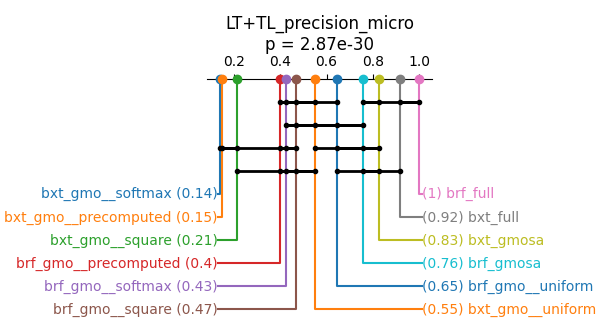 LT+TL_precision_micro
p = 2.87e-30
0.2 0.4 0.6 0.8 1.0
bxt_gmo__softmax (0.14) (1) brf_full
bxt_gmo__precomputed (0.15) (0.92) bxt_full
bxt_gmo__square (0.21) (0.83) bxt_gmosa
brf_gmo__precomputed (0.4) (0.76) brf_gmosa
brf_gmo__softmax (0.43) (0.65) brf_gmo__uniform
brf_gmo__square (0.47) (0.55) bxt_gmo__uniform